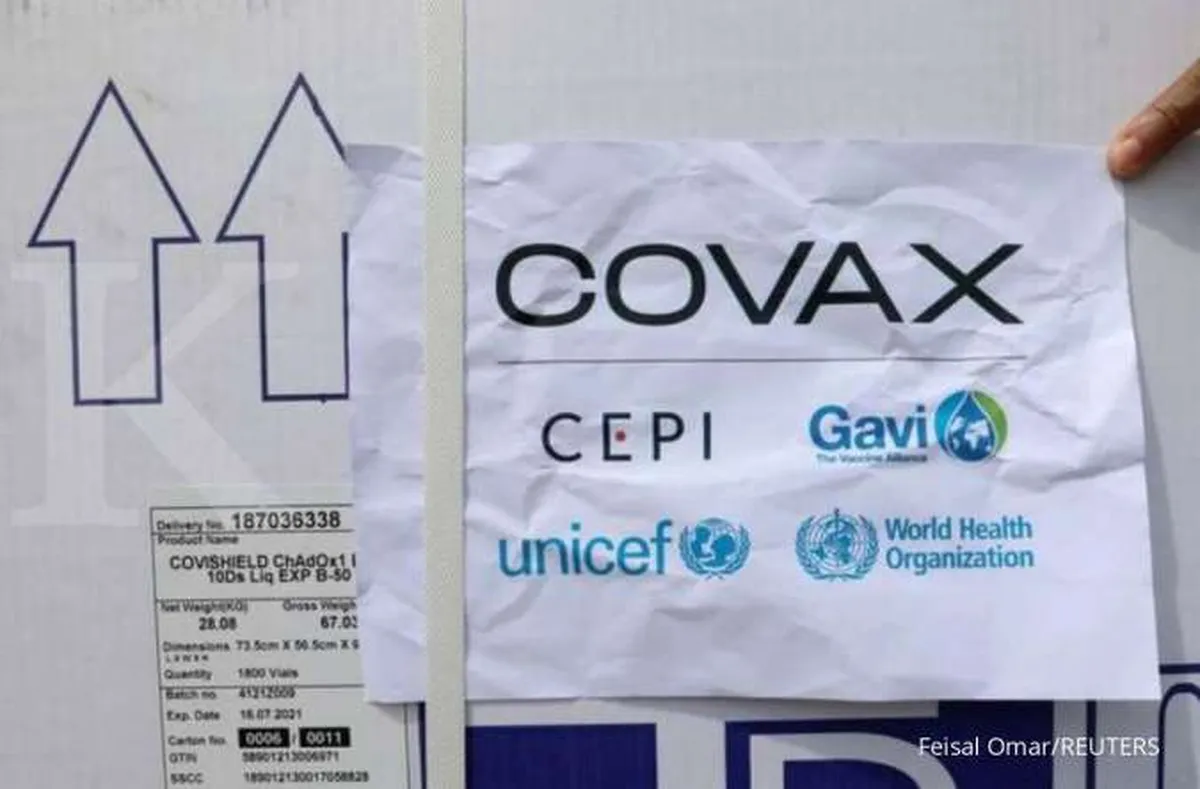 COVAX
CEPI
Gavi
The Vaccine Alliance
unicef
World Health
Organization
Delivery No. 187036338
Product Name
COVISHIELD ChAdOx1
10Ds Liq EXP B-50
Net Weight(KG) Gross Weigh
28.08 67.03
Dimensions 73.5cm X 56.5cm X
L x W x H
Quantity 1800 Vials
Batch no. 4121Z009
Exp. Date 16.07.2021
Carton No. 0006 / 0011
GTIN
SSCC
K
Feisal Omar/REUTERS